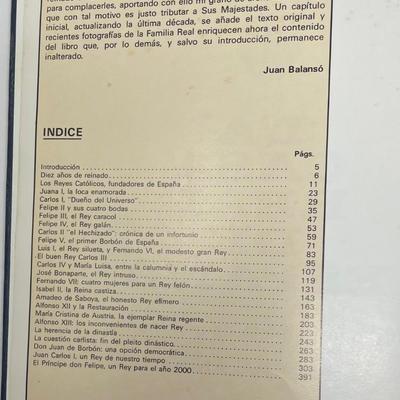 para complacerles, aportando con ello mi grano de
que con tal motivo es justo tributar a Sus Majestades. Un capítulo
inicial, actualizando la última década, se añade el texto original y
recientes fotografías de la Familia Real enriquecen ahora el contenido
del libro que, por lo demás, y salvo su introducción, permanece
inalterado.
Juan Balansó
INDICE
Págs.
Introducción 5
Diez años de reinado 6
Los Reyes Católicos, fundadores de España 11
Juana I, la loca enamorada 23
Carlos I, "Dueño del Universo" 29
Felipe II y sus cuatro bodas 35
Felipe III, el Rey caracol 47
Felipe IV, el Rey galán 53
Carlos II "el Hechizado": crónica de un infortunio 59
Felipe V, el primer Borbón de España 71
Luis I, el Rey silueta, y Fernando VI, el modesto gran Rey 83
El buen Rey Carlos III 95
Carlos IV y María Luisa, entre la calumnia y el escándalo 107
José Bonaparte, el Rey intruso 119
Fernando VII: cuatro mujeres para un Rey felón 131
Isabel II, la Reina castiza 143
Amadeo de Saboya, el honesto Rey efímero 163
Alfonso XII y la Restauración 183
María Cristina de Austria, la ejemplar Reina regente 203
Alfonso XIII: los inconvenientes de nacer Rey 223
La herencia de la dinastía 243
La cuestión carlista: fin del pleito dinástico 263
Don Juan de Borbón: una opción democrática 283
Juan Carlos I, un Rey de nuestro tiempo 303
El Príncipe don Felipe, un Rey para el año 2000 391